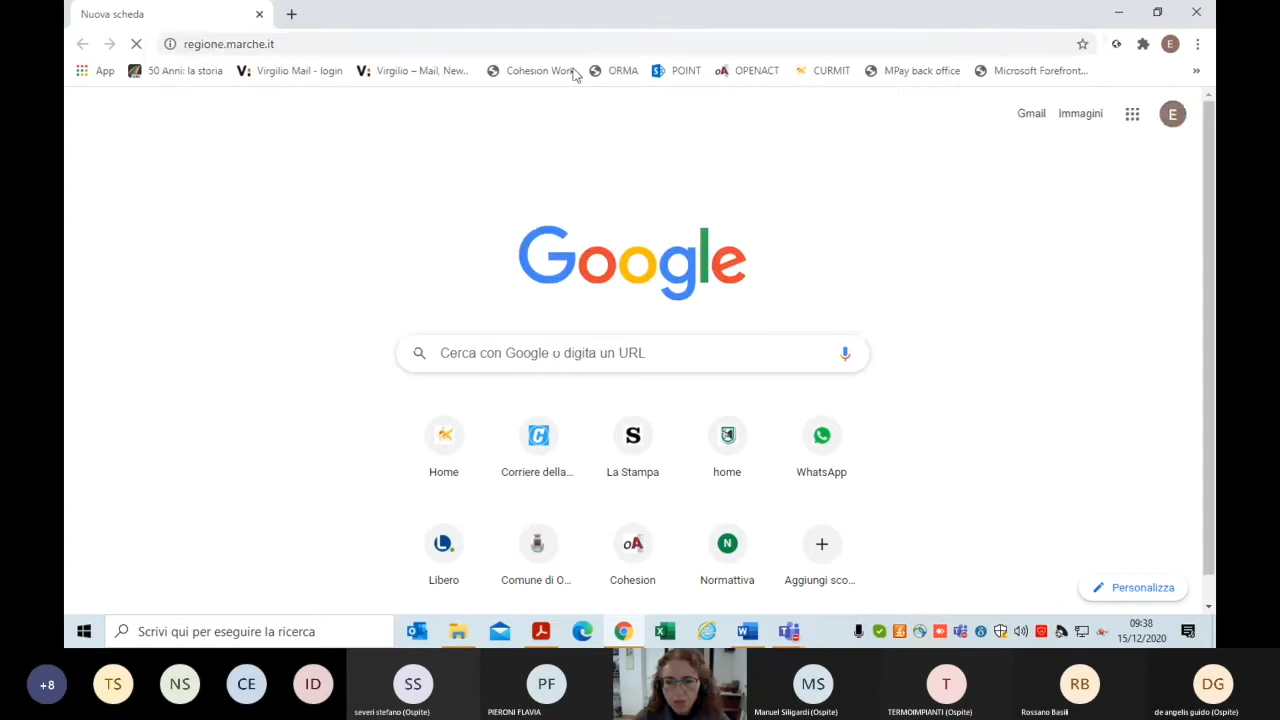 Nuova scheda
regione.marche.it
App
50 Anni: la storia
Virgilio Mail - login
Virgilio – Mail, New...
Cohesion Work
ORMA
POINT
OPENACT
CURMIT
MPay back office
Microsoft Forefront...
»
Gmail
Immagini
E
Google
Cerca con Google o digita un URL
Home
Corriere della...
La Stampa
home
WhatsApp
Libero
Comune di O...
Cohesion
Normattiva
Aggiungi sco...
Personalizza
Scrivi qui per eseguire la ricerca
09:38
15/12/2020
+8
TS
NS
CE
ID
SS
severi stefano (Ospite)
PF
PIERONI FLAVIA
MS
Manuel Siligardi (Ospite)
T
TERMOIMPIANTI (Ospite)
RB
Rossano Basili
DG
de angelis guido (Ospite)